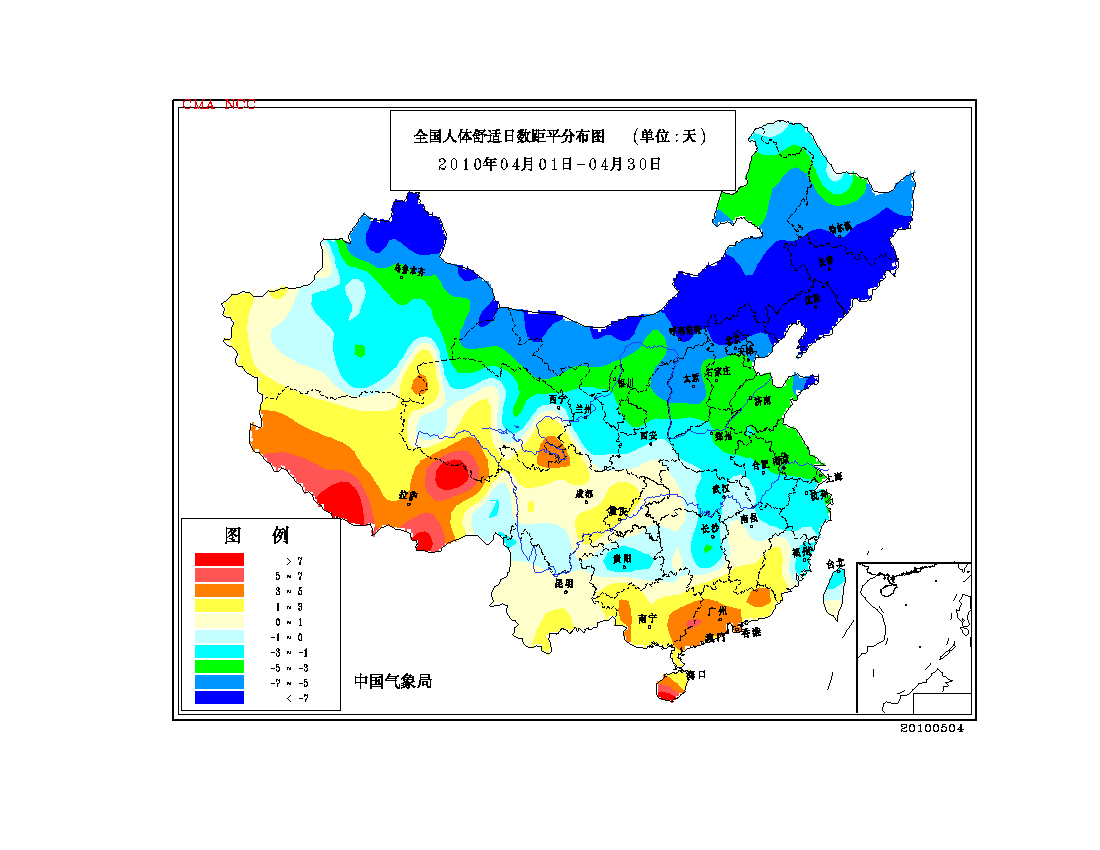 CMA NCC
全国人体舒适日数距平分布图 (单位:天)
2010年04月01日-04月30日
哈尔滨
长春
乌鲁木齐
沈阳
呼和浩特
北京
天津
银川
太原
石家庄
西宁
兰州
济南
西安
郑州
合肥
南京
上海
拉萨
成都
武汉
杭州
重庆
长沙
南昌
贵阳
福州
台北
昆明
南宁
广州
澳门
香港
海口
图 例
> 7
5 ~ 7
3 ~ 5
1 ~ 3
0 ~ 1
-1 ~ 0
-3 ~ -1
-5 ~ -3
-7 ~ -5
< -7
中国气象局
20100504